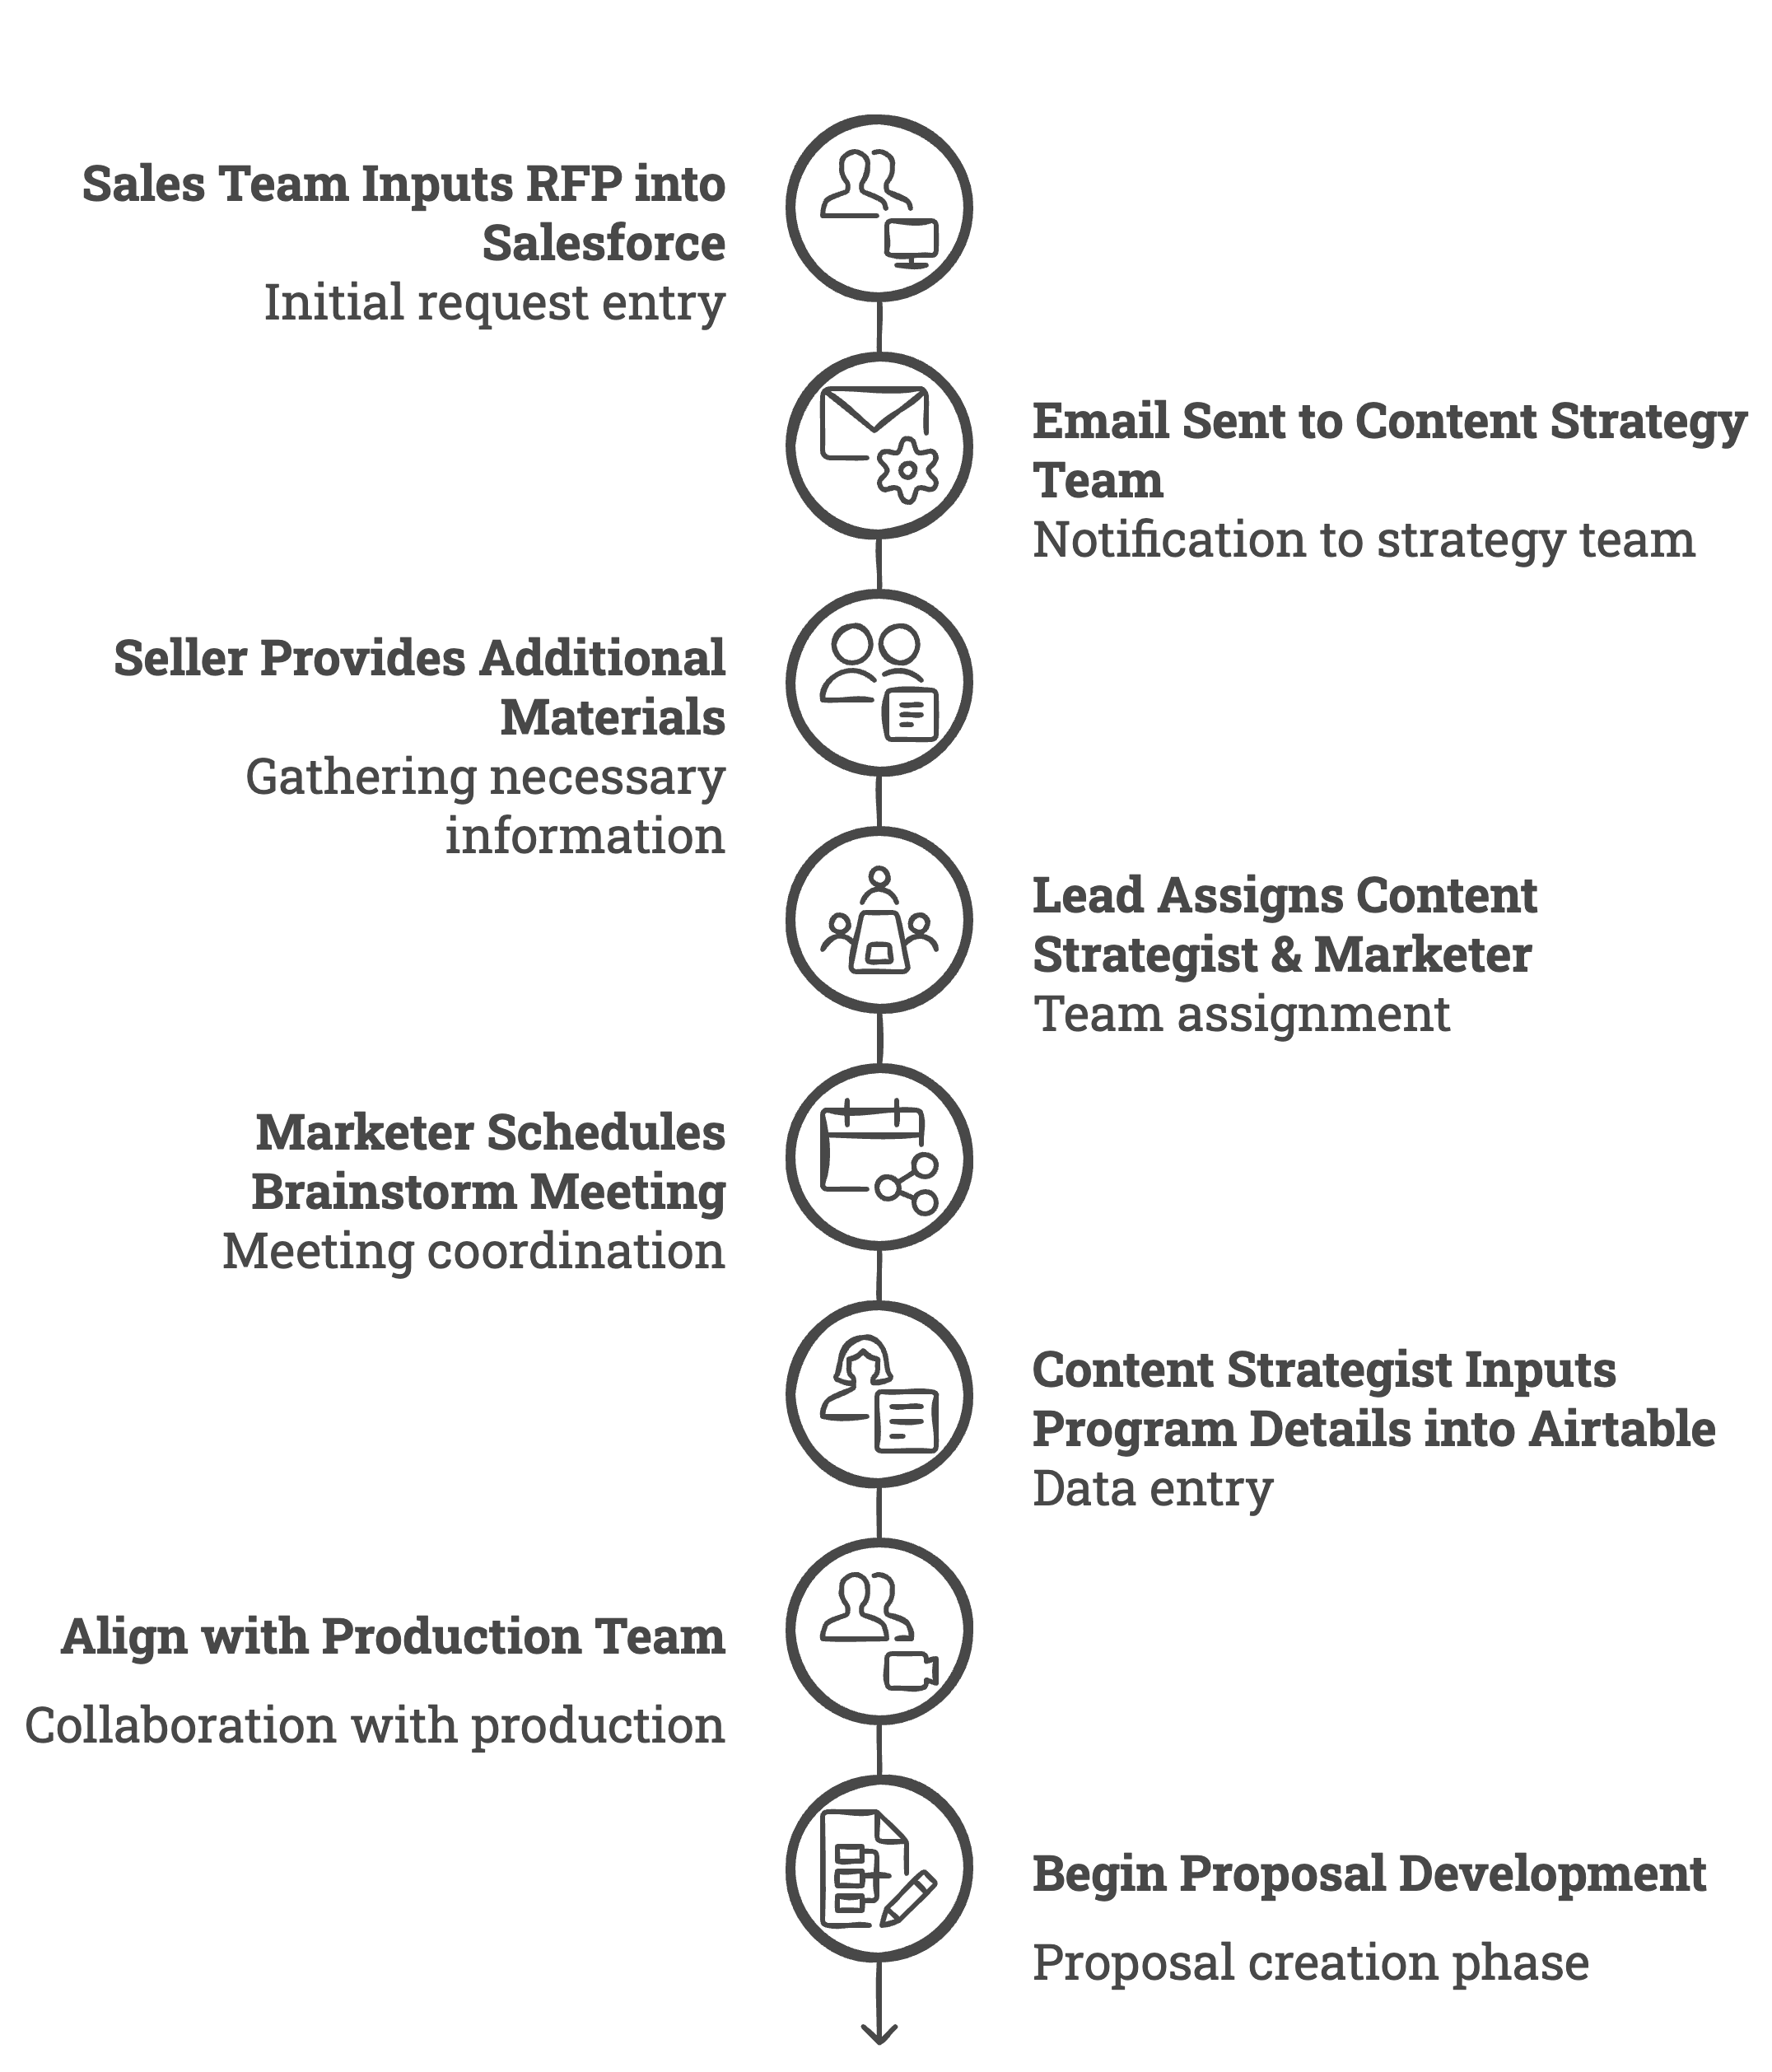 Sales Team Inputs RFP into
Salesforce
Initial request entry
Email Sent to Content Strategy
Team
Notification to strategy team
Seller Provides Additional
Materials
Gathering necessary
information
Lead Assigns Content
Strategist & Marketer
Team assignment
Marketer Schedules
Brainstorm Meeting
Meeting coordination
Content Strategist Inputs
Program Details into Airtable
Data entry
Align with Production Team
Collaboration with production
Begin Proposal Development
Proposal creation phase